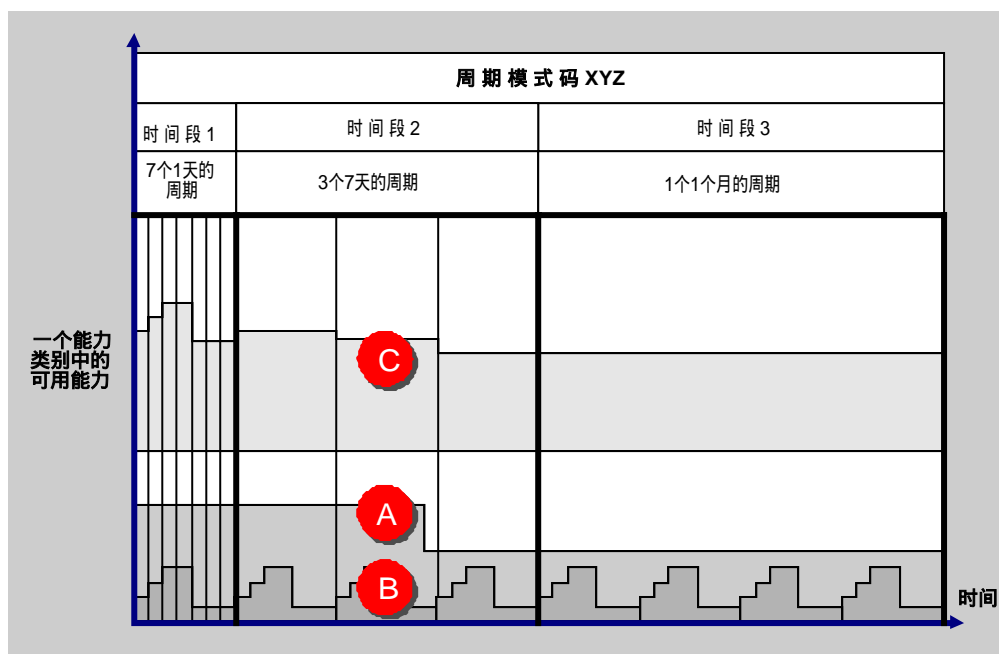 周期模式码 XYZ
时间段1
时间段2
时间段3
7个1天的
周期
3个7天的周期
1个1个月的周期
一个能力
类别中的
可用能力
C
A
B
时间